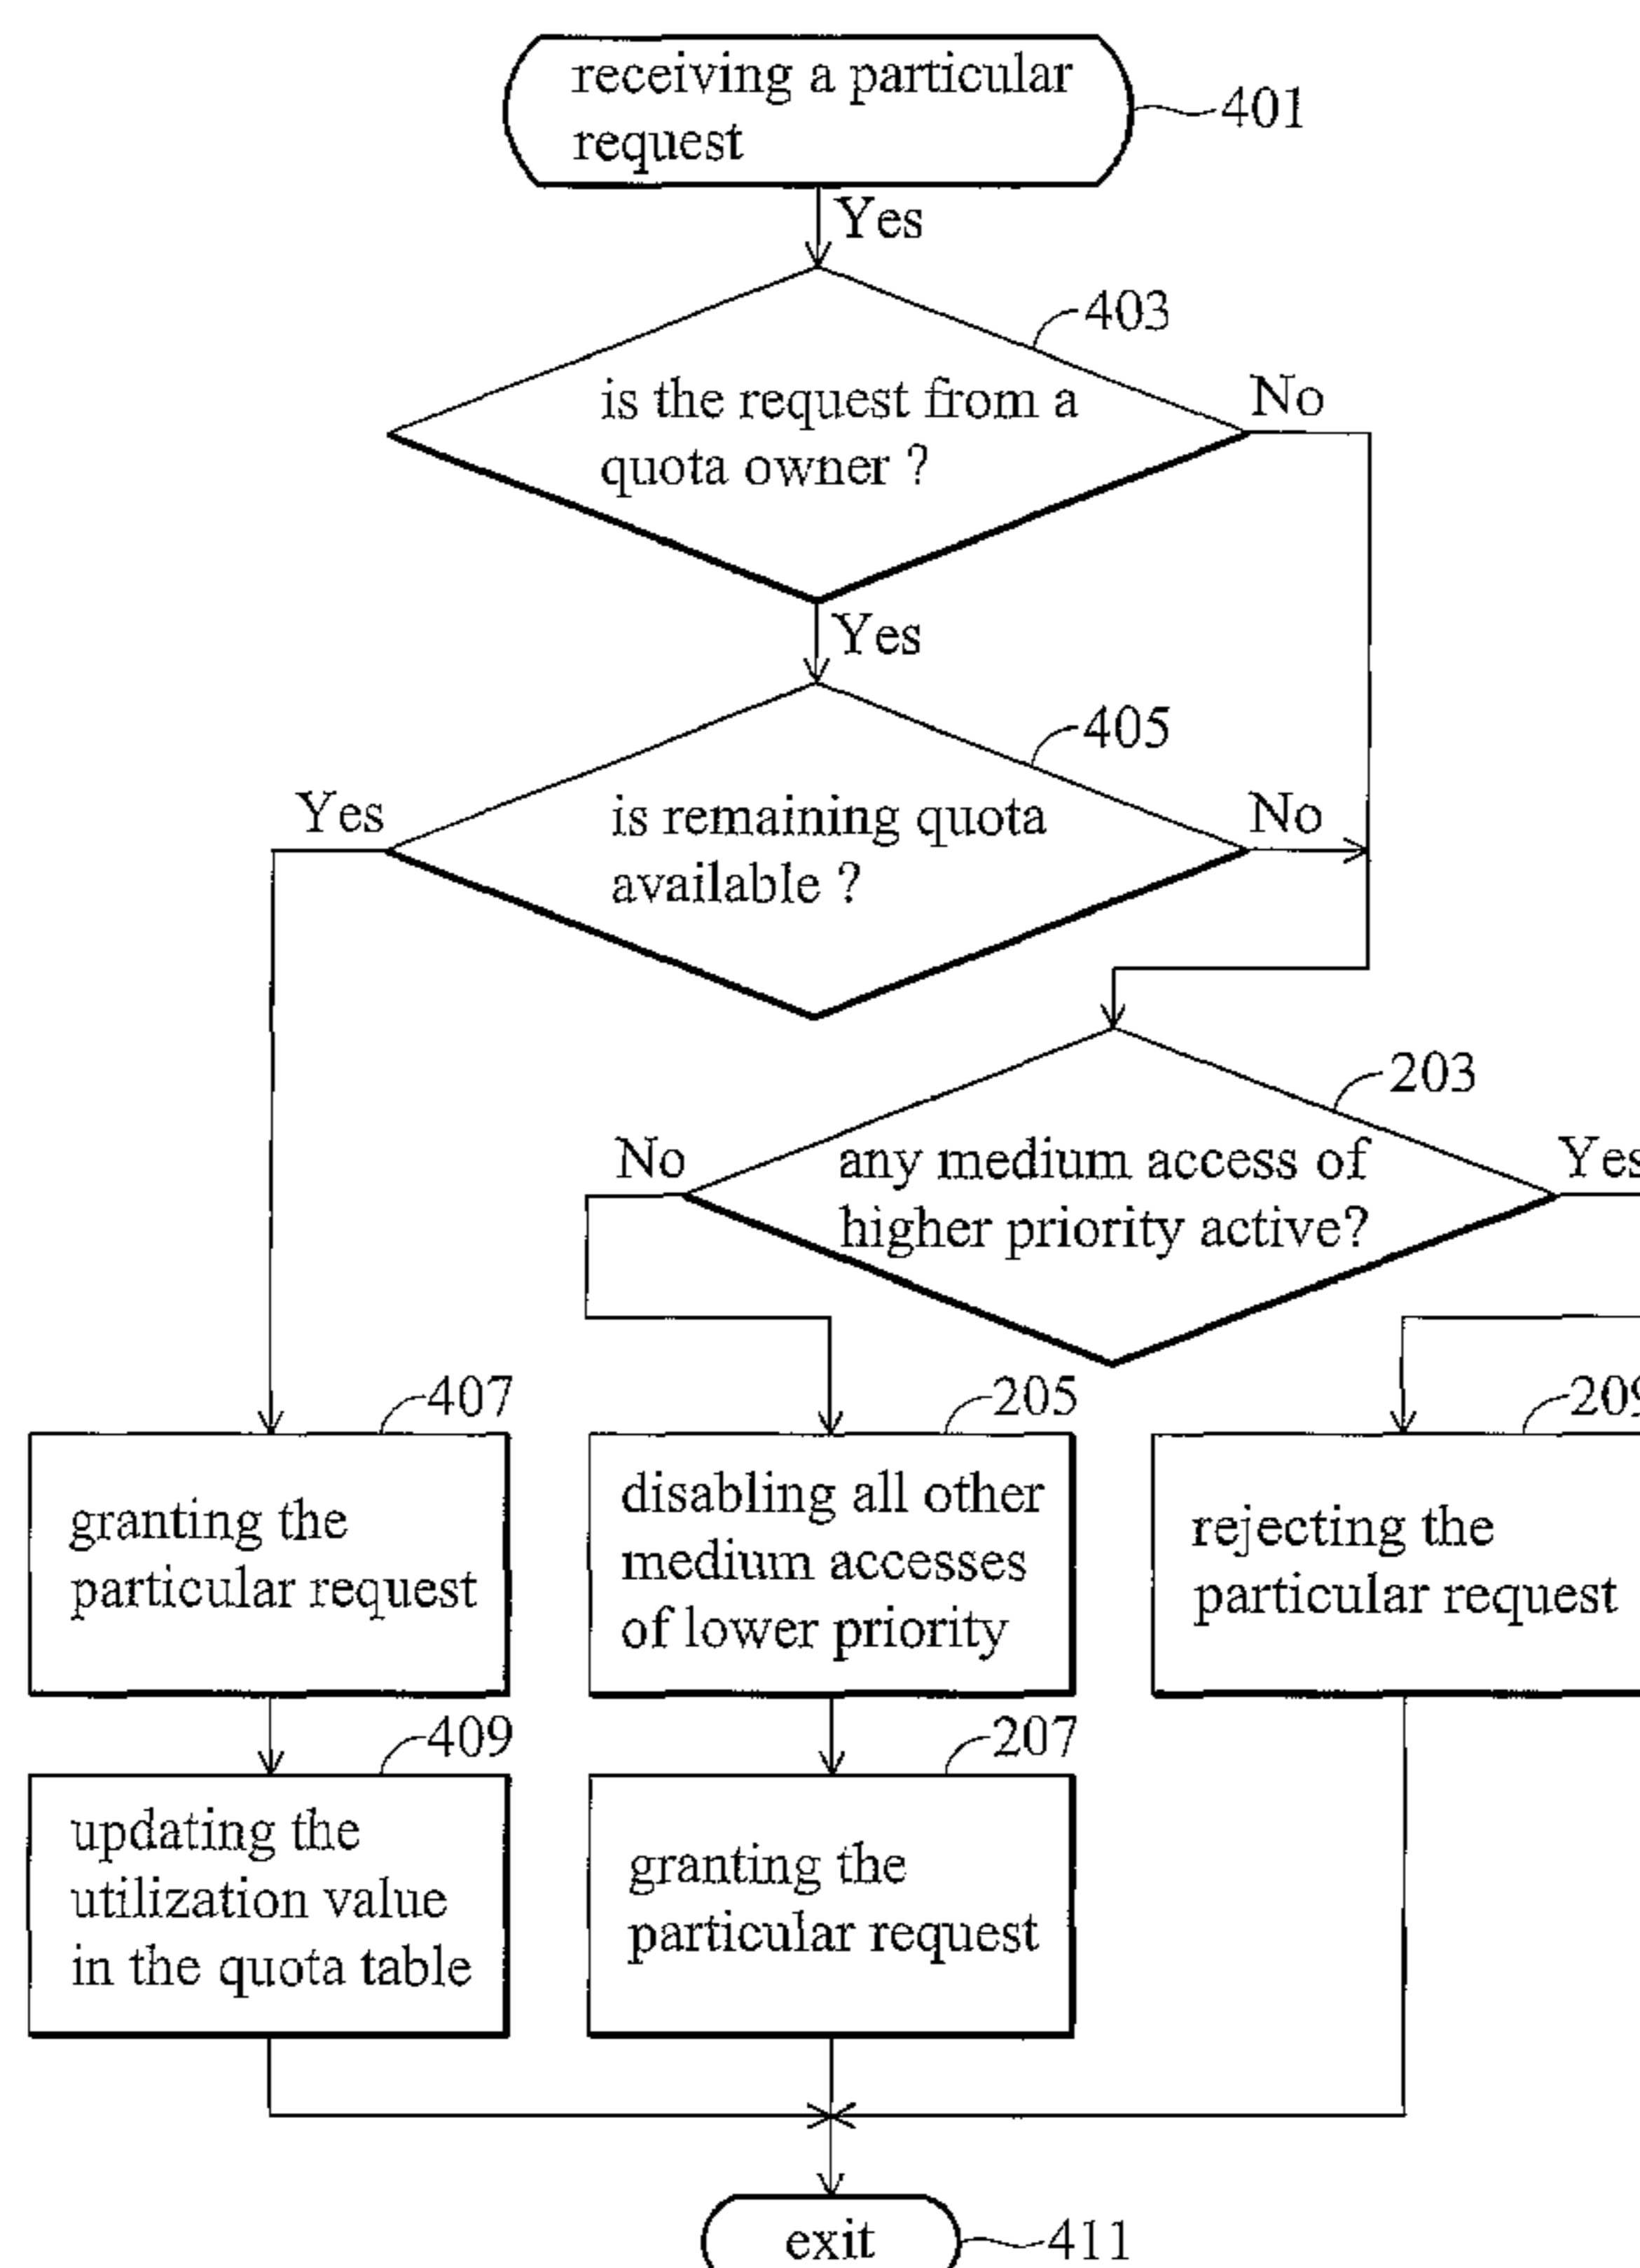 receiving a particular
request
401
Yes
403
is the request from a
quota owner ?
No
Yes
405
Yes
is remaining quota
available ?
No
203
No
any medium access of
higher priority active?
Yes
407
205
209
granting the
particular request
disabling all other
medium accesses
of lower priority
rejecting the
particular request
409
207
updating the
utilization value
in the quota table
granting the
particular request
exit
411